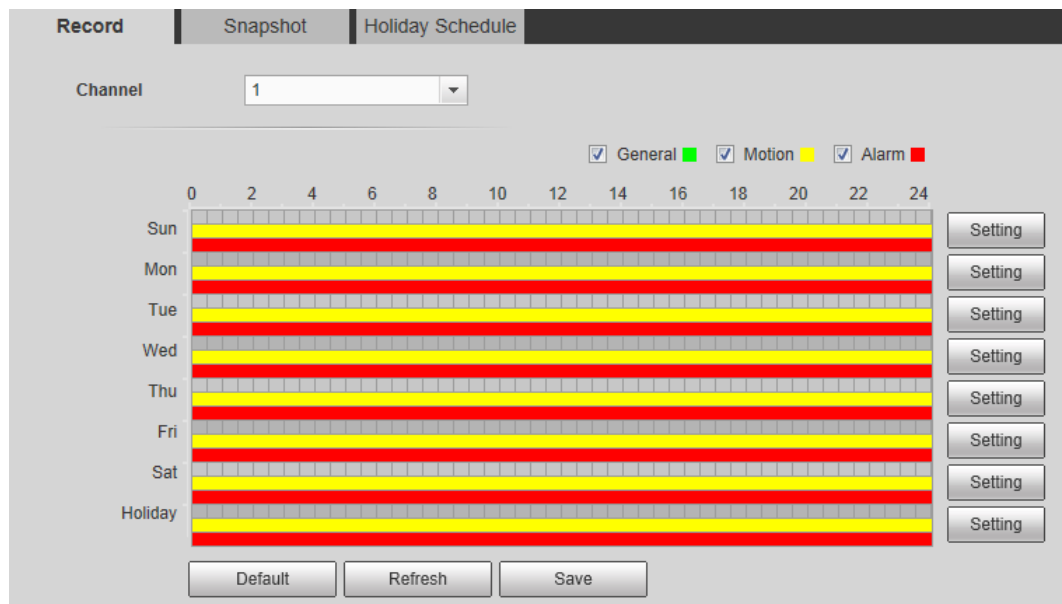 Record Snapshot Holiday Schedule
Channel 1
General Motion Alarm
0 2 4 6 8 10 12 14 16 18 20 22 24
Sun Setting
Mon Setting
Tue Setting
Wed Setting
Thu Setting
Fri Setting
Sat Setting
Holiday Setting
Default Refresh Save